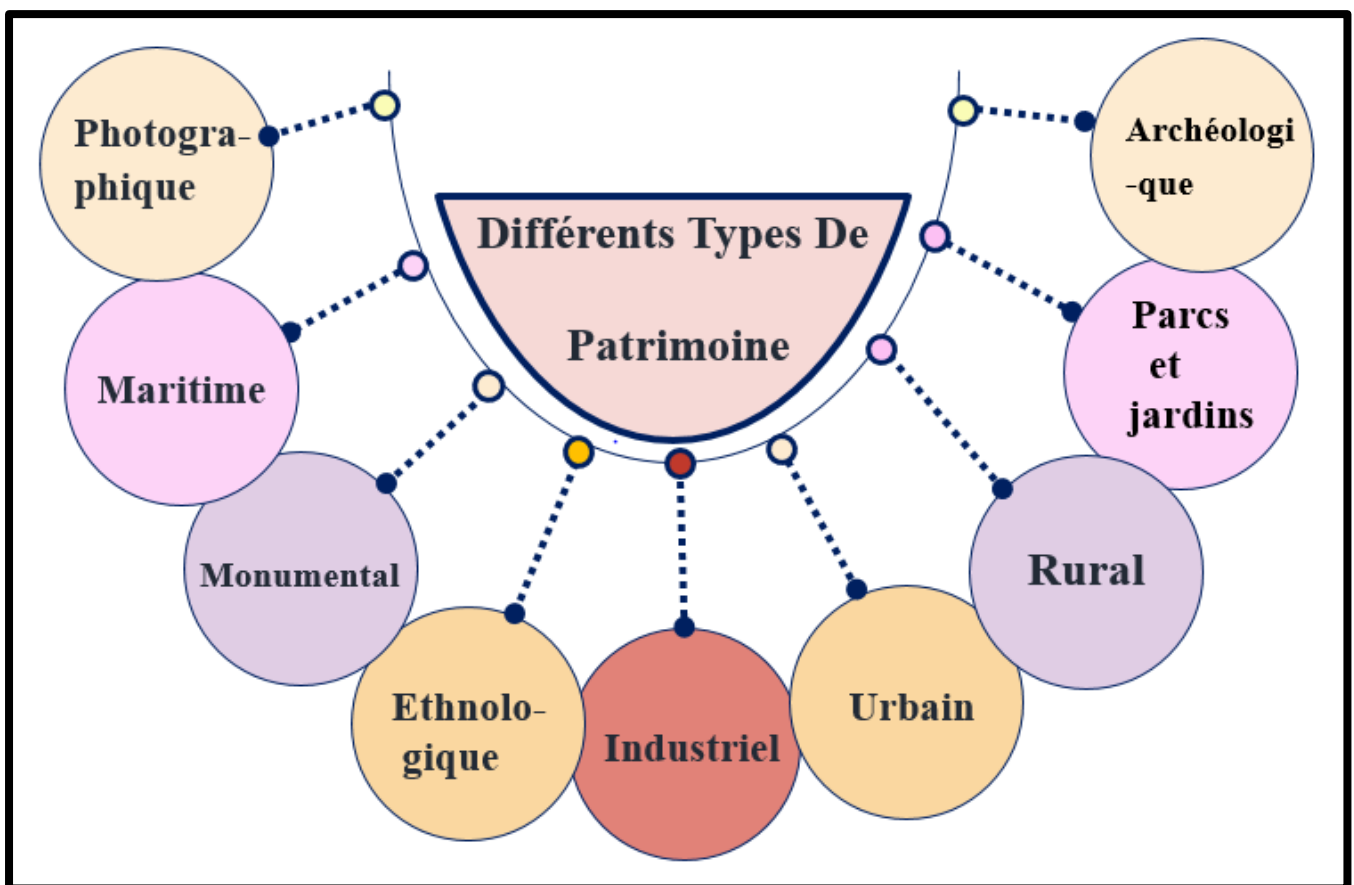 Différents Types De
Patrimoine
Photogra-
phique
Maritime
Monumental
Ethnolo-
gique
Industriel
Urbain
Rural
Parcs
et
jardins
Archéologi
-que